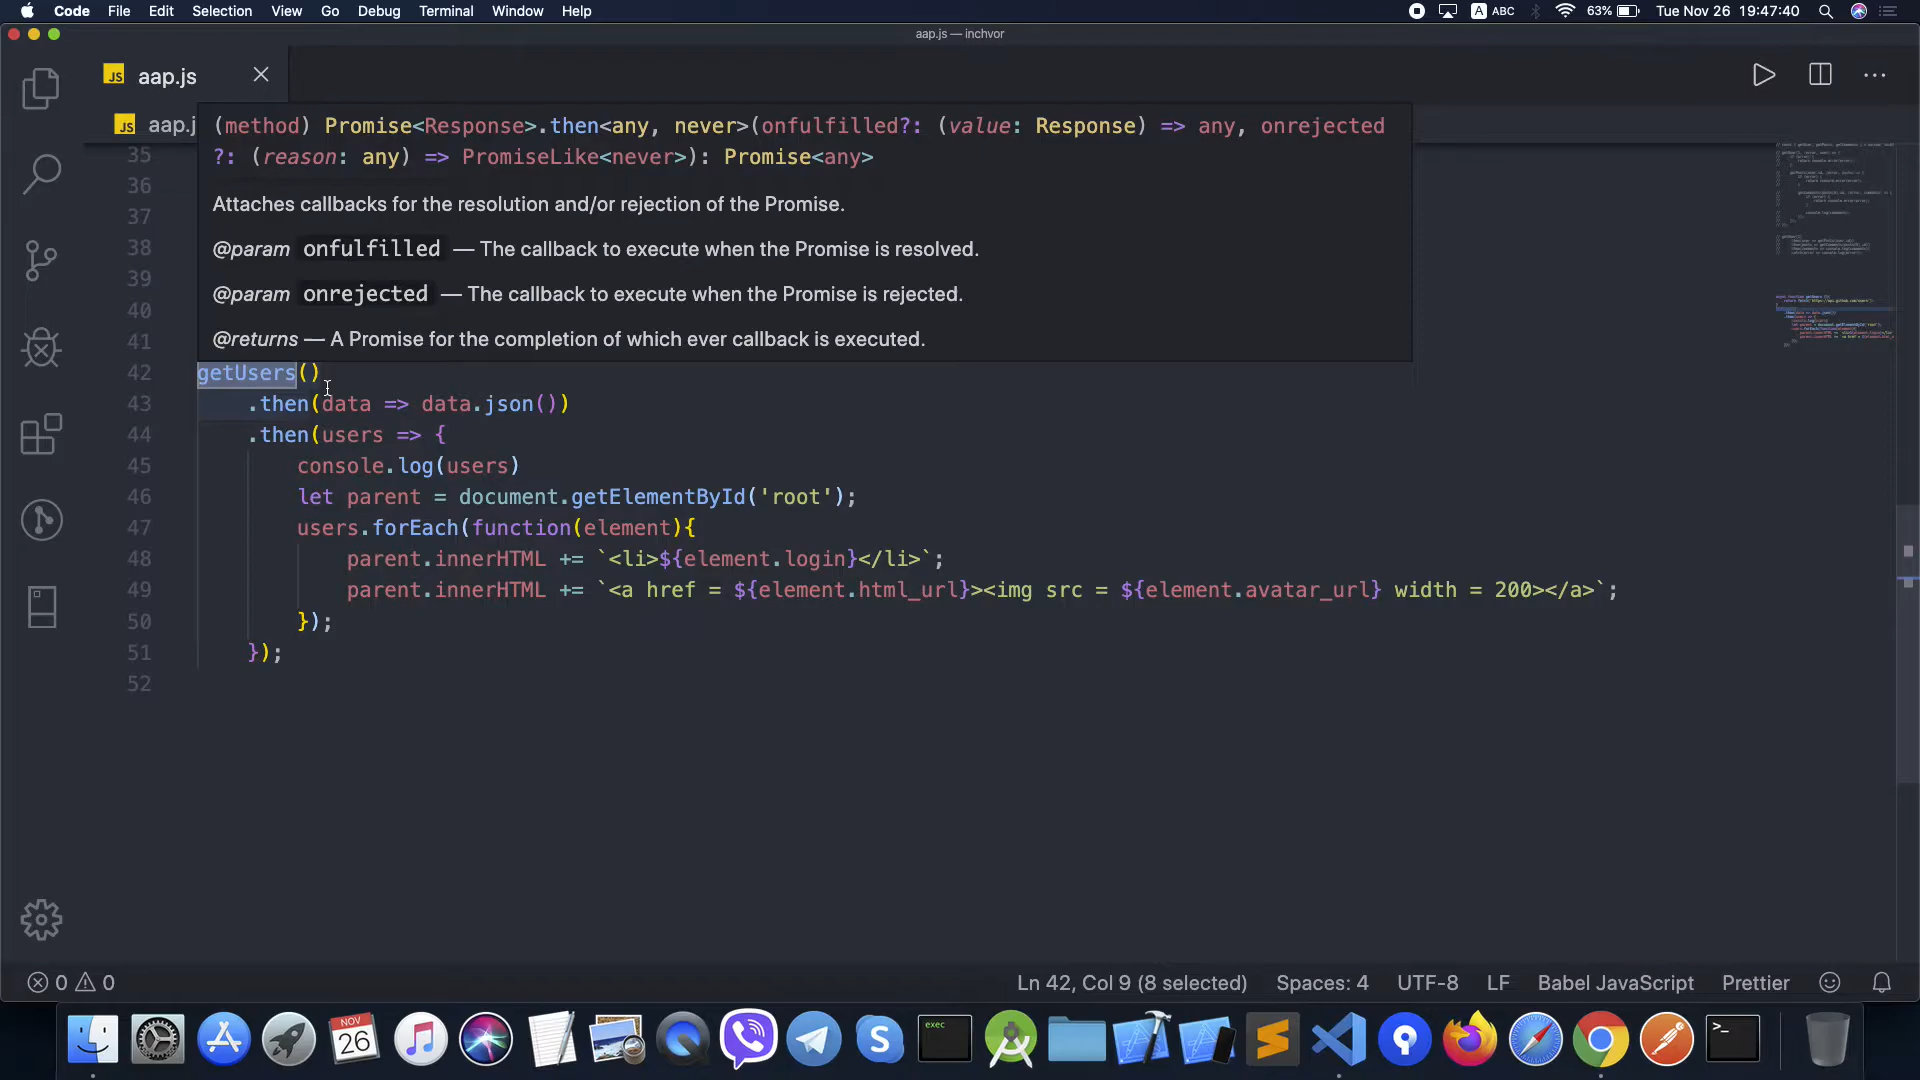 Code File Edit Selection View Go Debug Terminal Window Help
A ABC 63% Tue Nov 26 19:47:40
aap.js — inchvor
JS aap.js
JS aap.j
(method) Promise<Response>.then<any, never>(onfulfilled?: (value: Response) => any, onrejected
?: (reason: any) => PromiseLike<never>): Promise<any>
Attaches callbacks for the resolution and/or rejection of the Promise.
@param onfulfilled — The callback to execute when the Promise is resolved.
@param onrejected — The callback to execute when the Promise is rejected.
@returns — A Promise for the completion of which ever callback is executed.
35
36
37
38
39
40
41
42 getUsers()
43 .then(data => data.json())
44 .then(users => {
45 console.log(users)
46 let parent = document.getElementById('root');
47 users.forEach(function(element){
48 parent.innerHTML += `<li>${element.login}</li>`;
49 parent.innerHTML += `<a href = ${element.html_url}><img src = ${element.avatar_url} width = 200></a>`;
50 });
51 });
52
0 0 Ln 42, Col 9 (8 selected) Spaces: 4 UTF-8 LF Babel JavaScript Prettier
NOV
26
exec
>_